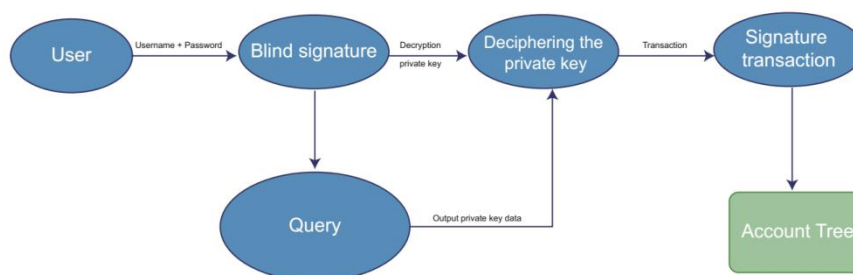 User
Username + Password
Blind signature
Decryption
private key
Deciphering the
private key
Transaction
Signature
transaction
Query
Output private key data
Account Tree